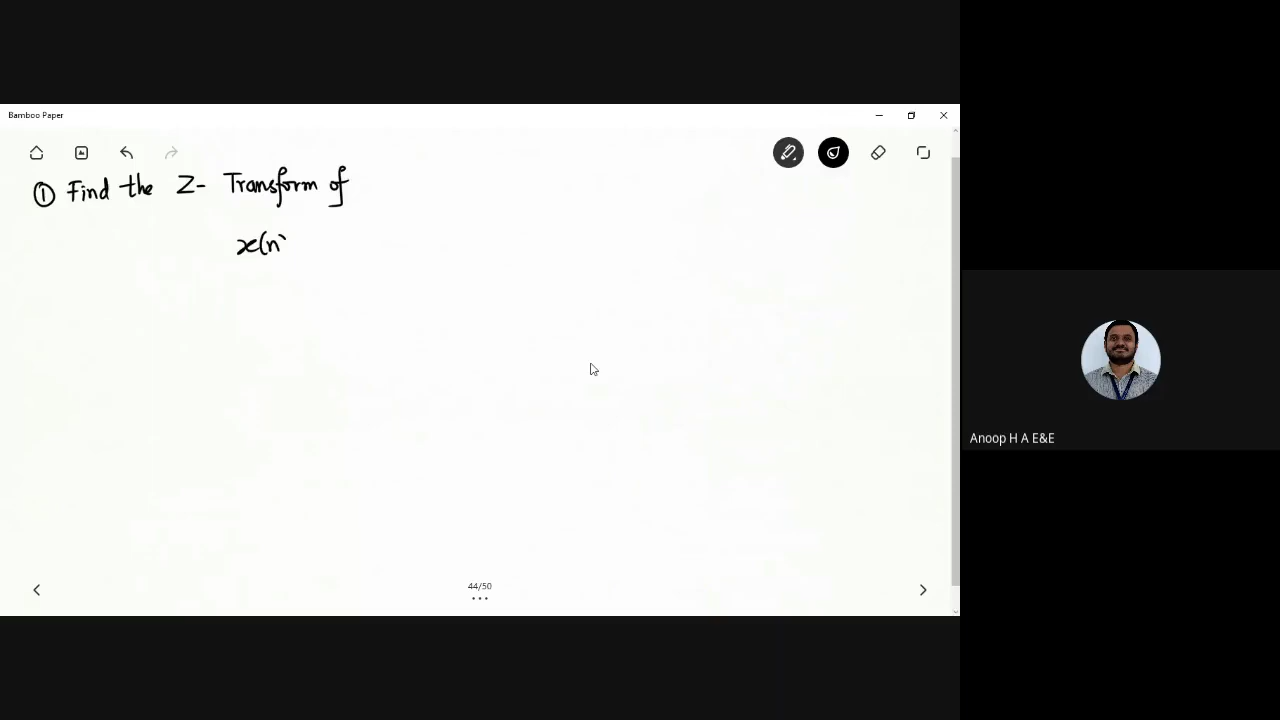 Bamboo Paper
① Find the Z- Transform of
x(n)
44/50
Anoop H A E&E